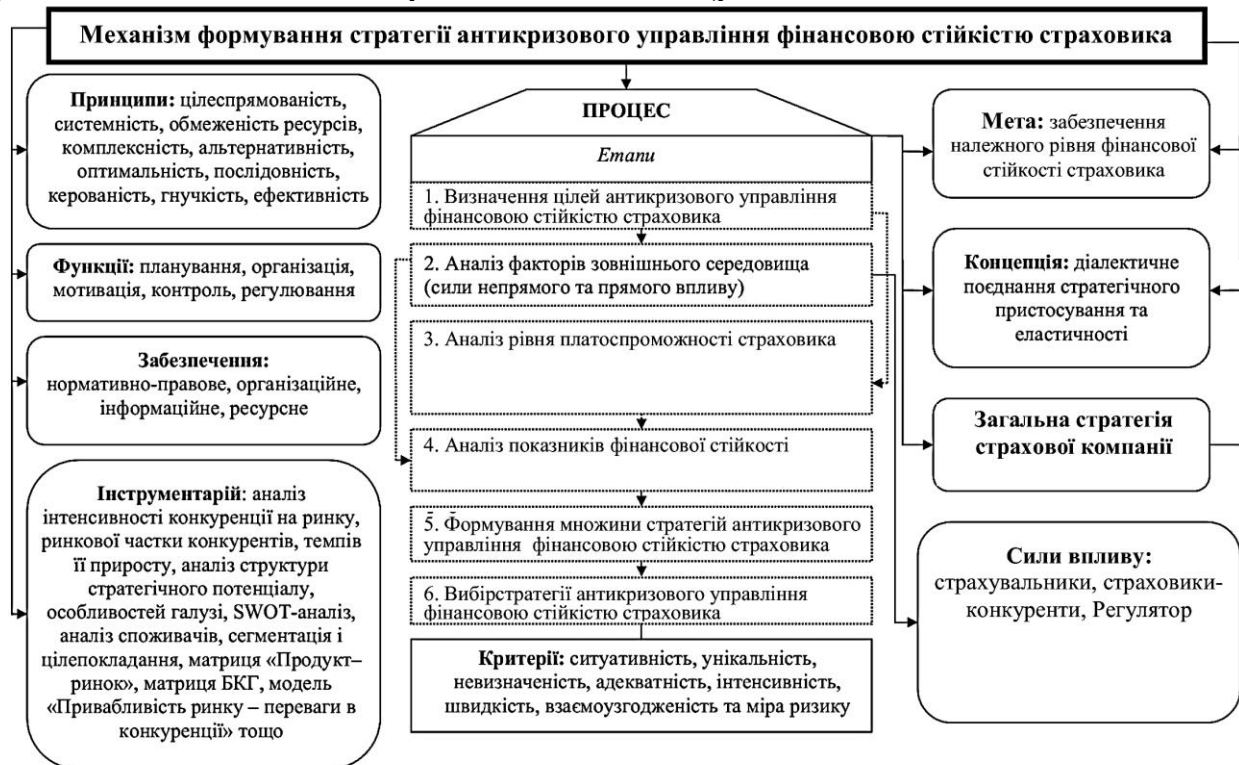 Механізм формування стратегії антикризового управління фінансовою стійкістю страховика
Принципи: цілеспрямованість,
системність, обмеженість ресурсів,
комплексність, альтернативність,
оптимальність, послідовність,
керованість, гнучкість, ефективність
Функції: планування, організація,
мотивація, контроль, регулювання
Забезпечення:
нормативно-правове, організаційне,
інформаційне, ресурсне
Інструментарій: аналіз
інтенсивності конкуренції на ринку,
ринкової частки конкурентів, темпів
її приросту, аналіз структури
стратегічного потенціалу,
особливостей галузі, SWOT-аналіз,
аналіз споживачів, сегментація і
цілепокладання, матриця «Продукт–
ринок», матриця БКГ, модель
«Привабливість ринку – переваги в
конкуренції» тощо
ПРОЦЕС
Етапи
1. Визначення цілей антикризового управління
фінансовою стійкістю страховика
2. Аналіз факторів зовнішнього середовища
(сили непрямого та прямого впливу)
3. Аналіз рівня платоспроможності страховика
4. Аналіз показників фінансової стійкості
5. Формування множини стратегій антикризового
управління фінансовою стійкістю страховика
6. Вибірстратегії антикризового управління
фінансовою стійкістю страховика
Критерії: ситуативність, унікальність,
невизначеність, адекватність, інтенсивність,
швидкість, взаємоузгодженість та міра ризику
Мета: забезпечення
належного рівня фінансової
стійкості страховика
Концепція: діалектичне
поєднання стратегічного
пристосування та
еластичності
Загальна стратегія
страхової компанії
Сили впливу:
страхувальники, страховики-
конкуренти, Регулятор